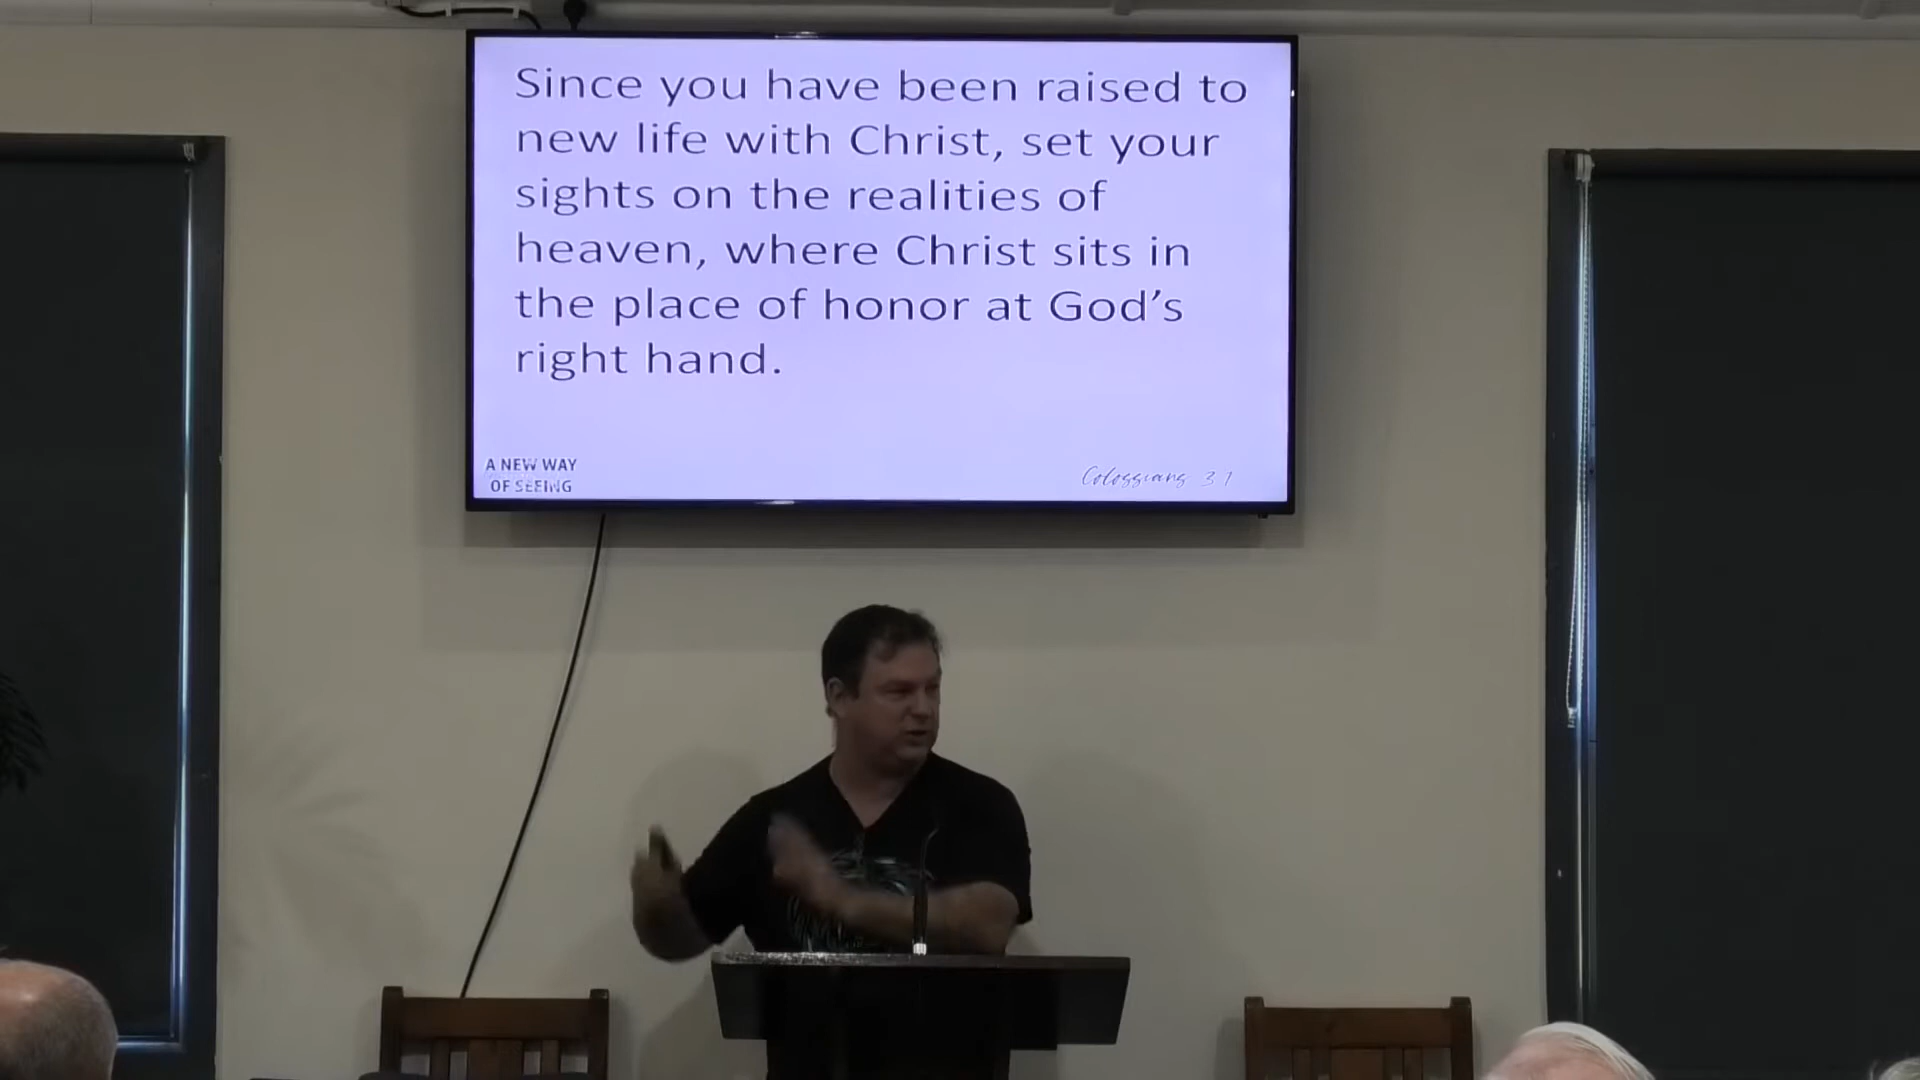 Since you have been raised to
new life with Christ, set your
sights on the realities of
heaven, where Christ sits in
the place of honor at God’s
right hand.
A NEW WAY
OF SEEING
Colossians 3 1